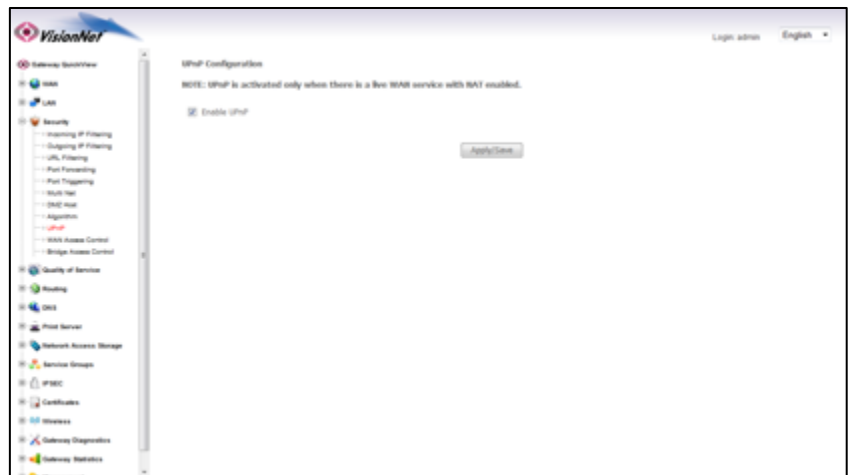 VisionNet
Login: admin
English
Gateway QuickView
WAN
LAN
Security
Incoming IP Filtering
Outgoing IP Filtering
URL Filtering
Port Forwarding
Port Triggering
Multi Nat
DMZ Host
Algorithm
UPnP
WAN Access Control
Bridge Access Control
Quality of Service
Routing
DNS
Print Server
Network Access Storage
Service Groups
IPSEC
Certificates
Wireless
Gateway Diagnostics
Gateway Statistics
UPnP Configuration
NOTE: UPnP is activated only when there is a live WAN service with NAT enabled.
Enable UPnP
Apply/Save